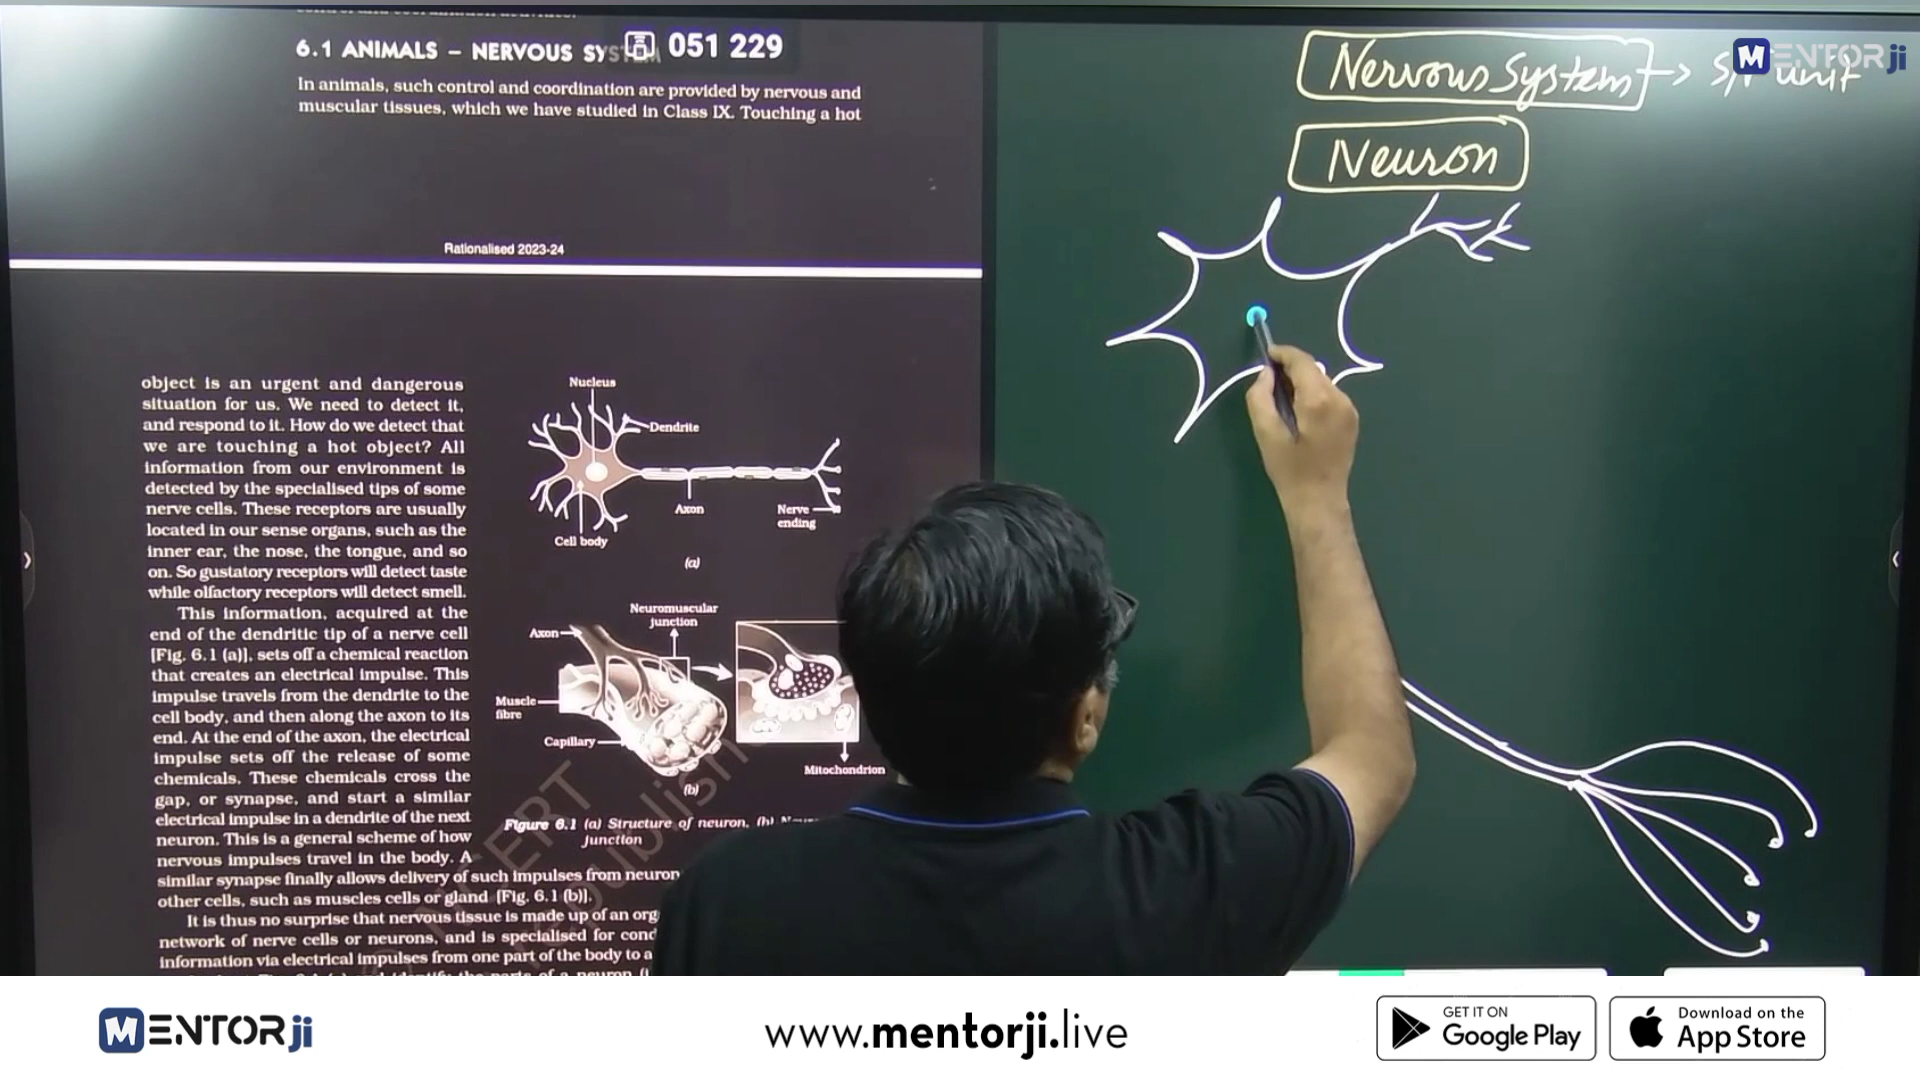 6.1 ANIMALS – NERVOUS SYSTEM
051 229
In animals, such control and coordination are provided by nervous and
muscular tissues, which we have studied in Class IX. Touching a hot
Rationalised 2023-24
object is an urgent and dangerous
situation for us. We need to detect it,
and respond to it. How do we detect that
we are touching a hot object? All
information from our environment is
detected by the specialised tips of some
nerve cells. These receptors are usually
located in our sense organs, such as the
inner ear, the nose, the tongue, and so
on. So gustatory receptors will detect taste
while olfactory receptors will detect smell.
This information, acquired at the
end of the dendritic tip of a nerve cell
[Fig. 6.1 (a)], sets off a chemical reaction
that creates an electrical impulse. This
impulse travels from the dendrite to the
cell body, and then along the axon to its
end. At the end of the axon, the electrical
impulse sets off the release of some
chemicals. These chemicals cross the
gap, or synapse, and start a similar
electrical impulse in a dendrite of the next
neuron. This is a general scheme of how
nervous impulses travel in the body. A
similar synapse finally allows delivery of such impulses from neuron
other cells, such as muscles cells or gland [Fig. 6.1 (b)].
It is thus no surprise that nervous tissue is made up of an org
network of nerve cells or neurons, and is specialised for cond
information via electrical impulses from one part of the body to a
Nucleus
Dendrite
Axon
Nerve
ending
Cell body
(a)
Neuromuscular
junction
Axon
Muscle
fibre
Capillary
Mitochondrion
(b)
Figure 6.1 (a) Structure of neuron, (b)
junction
Nervous System → S/F unit
Neuron
MENTORji
MENTORji
www.mentorji.live
GET IT ON
Google Play
Download on the
App Store